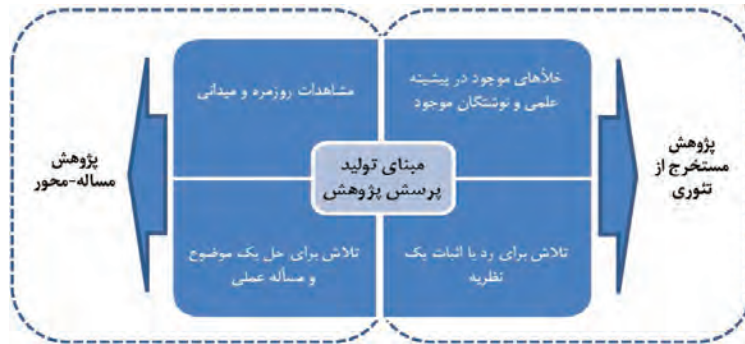 خلأهای موجود در پیشینه
علمی و نوشتگان موجود
مشاهدات روزمره و میدانی
پژوهش
مستخرج از
تئوری
مبنای تولید
پرسش پژوهش
پژوهش
مساله-محور
تلاش برای رد یا اثبات یک
نظریه
تلاش برای حل یک موضوع
و مسأله عملی